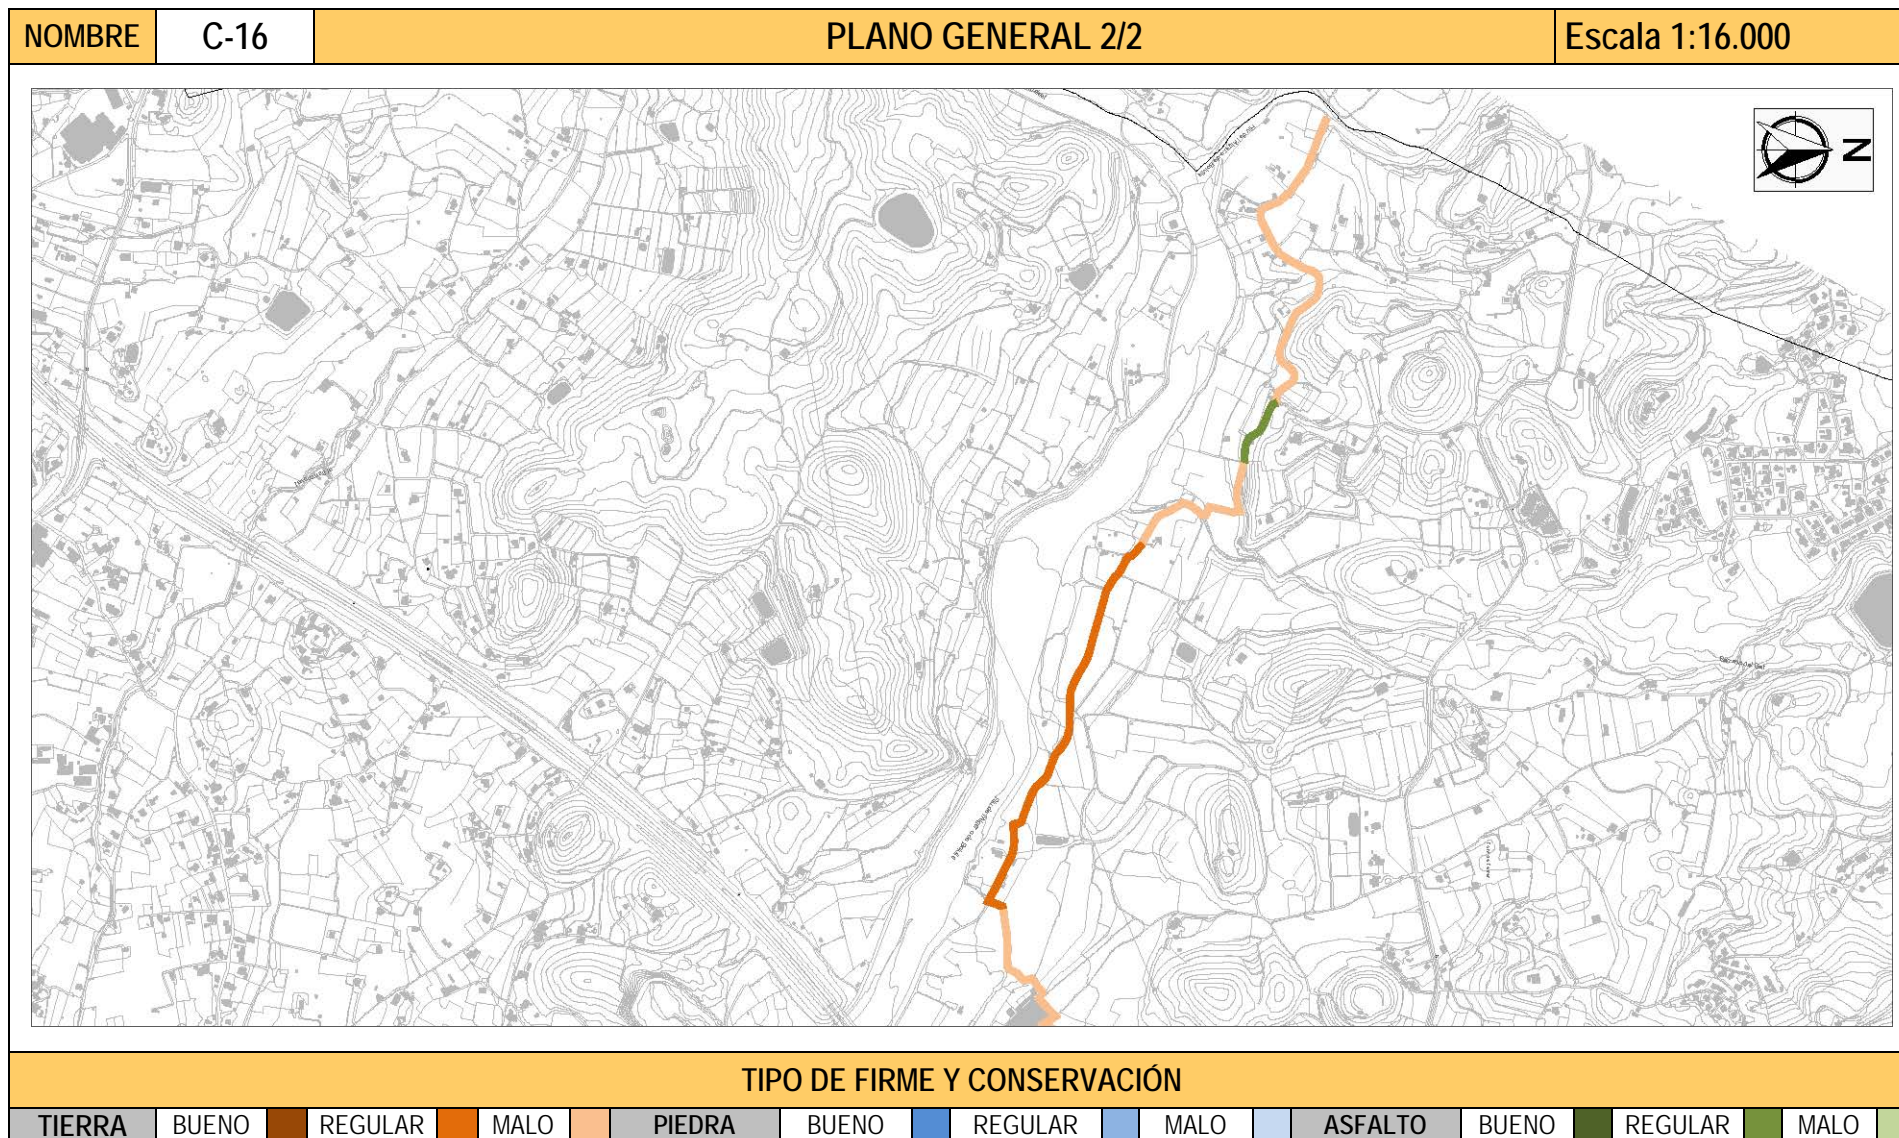 NOMBRE C-16 PLANO GENERAL 2/2 Escala 1:16.000
N
TIPO DE FIRME Y CONSERVACIÓN
TIERRA BUENO REGULAR MALO PIEDRA BUENO REGULAR MALO ASFALTO BUENO REGULAR MALO